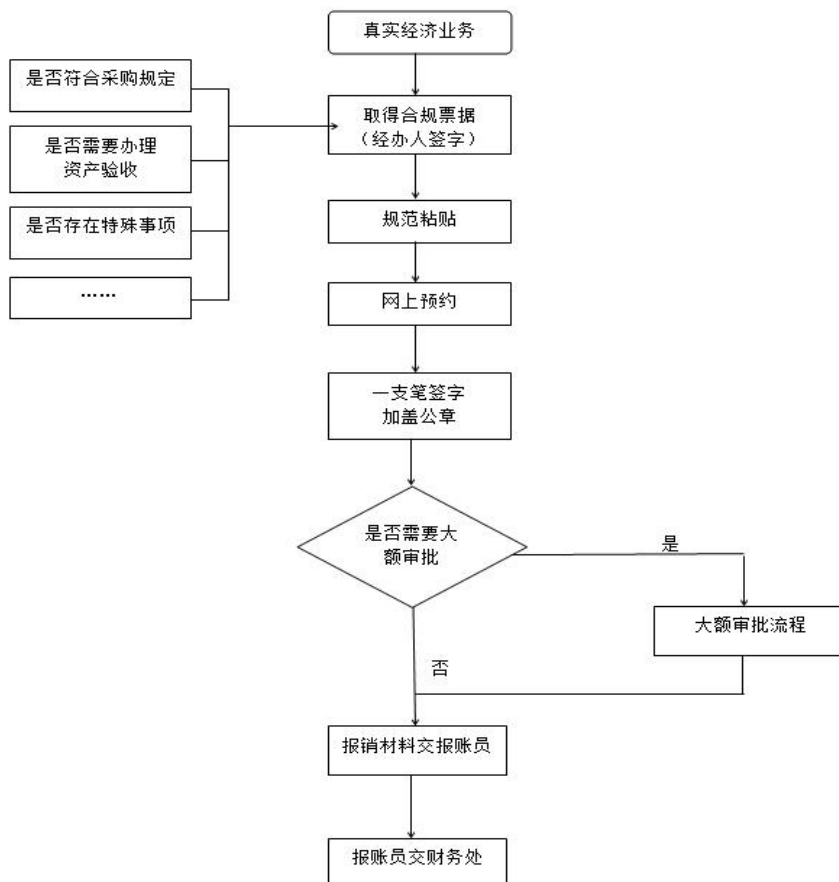 真实经济业务
是否符合采购规定
取得合规票据
（经办人签字）
是否需要办理
资产验收
是否存在特殊事项
规范粘贴
……
网上预约
一支笔签字
加盖公章
是否需要大
额审批
是
大额审批流程
否
报销材料交报账员
报账员交财务处